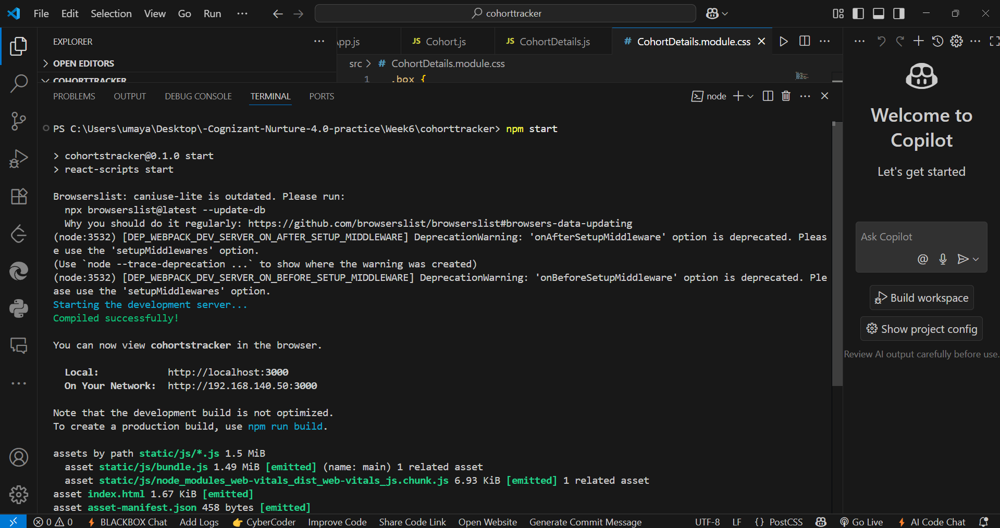 File Edit Selection View Go Run ··· cohorttracker
EXPLORER ···
OPEN EDITORS
COHORTTRACKER
pp.js JS Cohort.js JS CohortDetails.js # CohortDetails.module.css
src > # CohortDetails.module.css
1 .box {
PROBLEMS OUTPUT DEBUG CONSOLE TERMINAL PORTS node
PS C:\Users\umaya\Desktop\-Cognizant-Nurture-4.0-practice\Week6\cohorttracker> npm start
> cohortstracker@0.1.0 start
> react-scripts start
Browserslist: caniuse-lite is outdated. Please run:
npx browserslist@latest --update-db
Why you should do it regularly: https://github.com/browserslist/browserslist#browsers-data-updating
(node:3532) [DEP_WEBPACK_DEV_SERVER_ON_AFTER_SETUP_MIDDLEWARE] DeprecationWarning: 'onAfterSetupMiddleware' option is deprecated. Pleas
e use the 'setupMiddlewares' option.
(Use `node --trace-deprecation ...` to show where the warning was created)
(node:3532) [DEP_WEBPACK_DEV_SERVER_ON_BEFORE_SETUP_MIDDLEWARE] DeprecationWarning: 'onBeforeSetupMiddleware' option is deprecated. Ple
ase use the 'setupMiddlewares' option.
Starting the development server...
Compiled successfully!
You can now view cohortstracker in the browser.
Local: http://localhost:3000
On Your Network: http://192.168.140.50:3000
Note that the development build is not optimized.
To create a production build, use npm run build.
assets by path static/js/*.js 1.5 MiB
asset static/js/bundle.js 1.49 MiB [emitted] (name: main) 1 related asset
asset static/js/node_modules_web-vitals_dist_web-vitals_js.chunk.js 6.93 KiB [emitted] 1 related asset
asset index.html 1.67 KiB [emitted]
asset asset-manifest.json 458 bytes [emitted]
Welcome to
Copilot
Let's get started
Ask Copilot
Build workspace
Show project config
Review AI output carefully before use.
0 0 BLACKBOX Chat Add Logs CyberCoder Improve Code Share Code Link Open Website Generate Commit Message UTF-8 LF {} PostCSS Go Live AI Code Chat